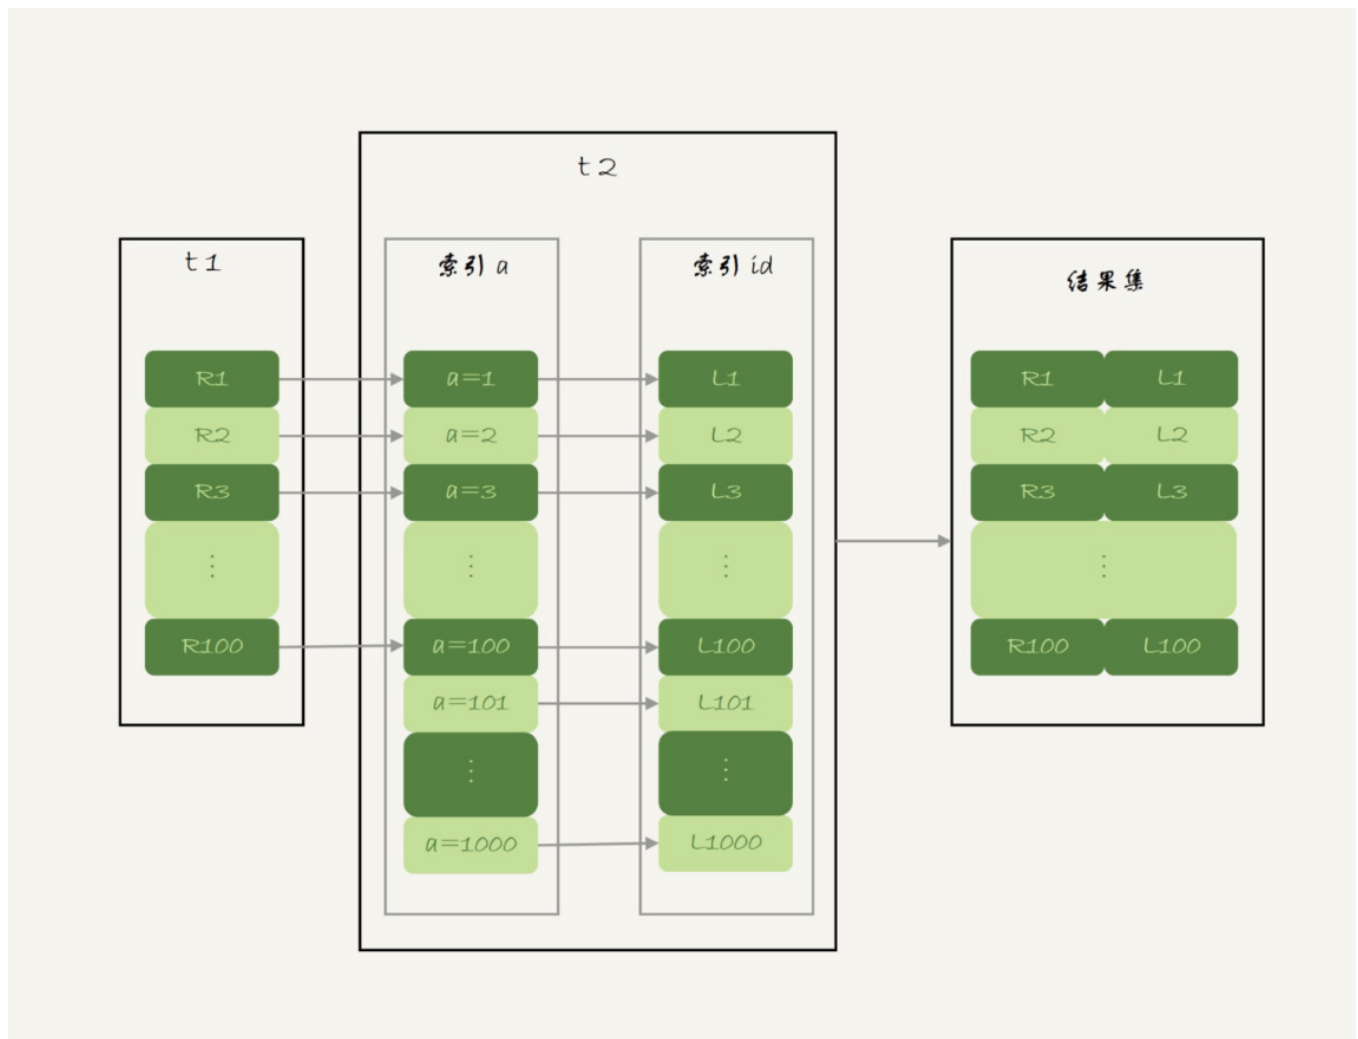 t2
t1
索引 a
索引 id
结果集
R1
a=1
L1
R1
L1
R2
a=2
L2
R2
L2
R3
a=3
L3
R3
L3
⋮
⋮
⋮
⋮
R100
a=100
L100
R100
L100
a=101
L101
⋮
⋮
a=1000
L1000